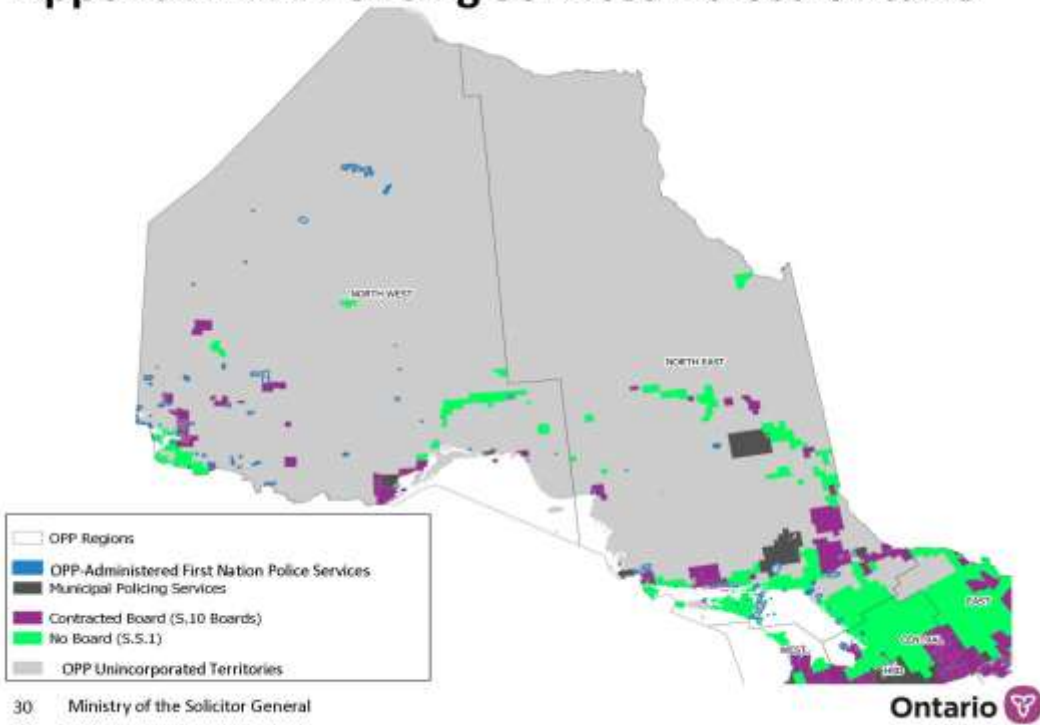 NORTH WEST
NORTH EAST
EAST
CENTRAL
WEST
OPP Regions
OPP-Administered First Nation Police Services
Municipal Policing Services
Contracted Board (S.10 Boards)
No Board (S.5.1)
OPP Unincorporated Territories
30 Ministry of the Solicitor General
Ontario